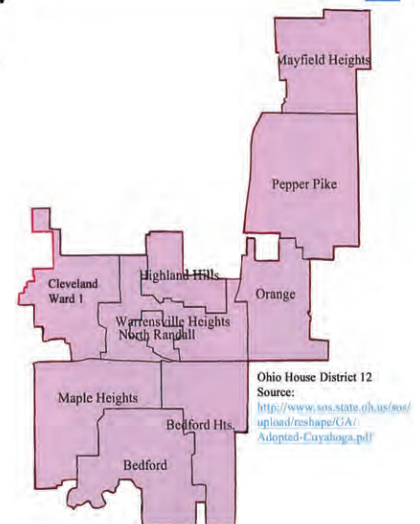 Mayfield Heights
Pepper Pike
Highland Hills
Cleveland
Ward 1
Orange
Warrensville Heights
North Randall
Ohio House District 12
Source:
http://www.sos.state.oh.us/sos/
upload/reshape/GA/
Adopted-Cuyahoga.pdf
Maple Heights
Bedford Hts.
Bedford